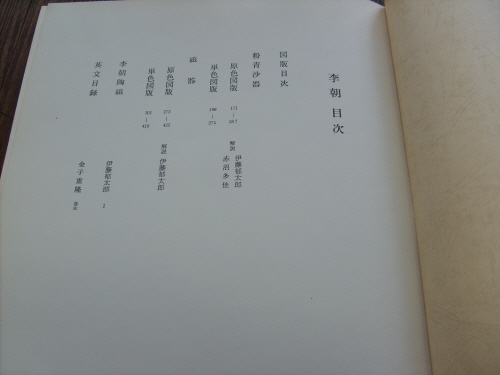 李朝 目次
図版目次
粉青沙器
原色図版
単色図版
解説 伊藤郁太郎
赤沼多佳
磁器
原色図版
単色図版
解説 伊藤郁太郎
李朝陶磁 伊藤郁太郎
英文目録 金子重隆